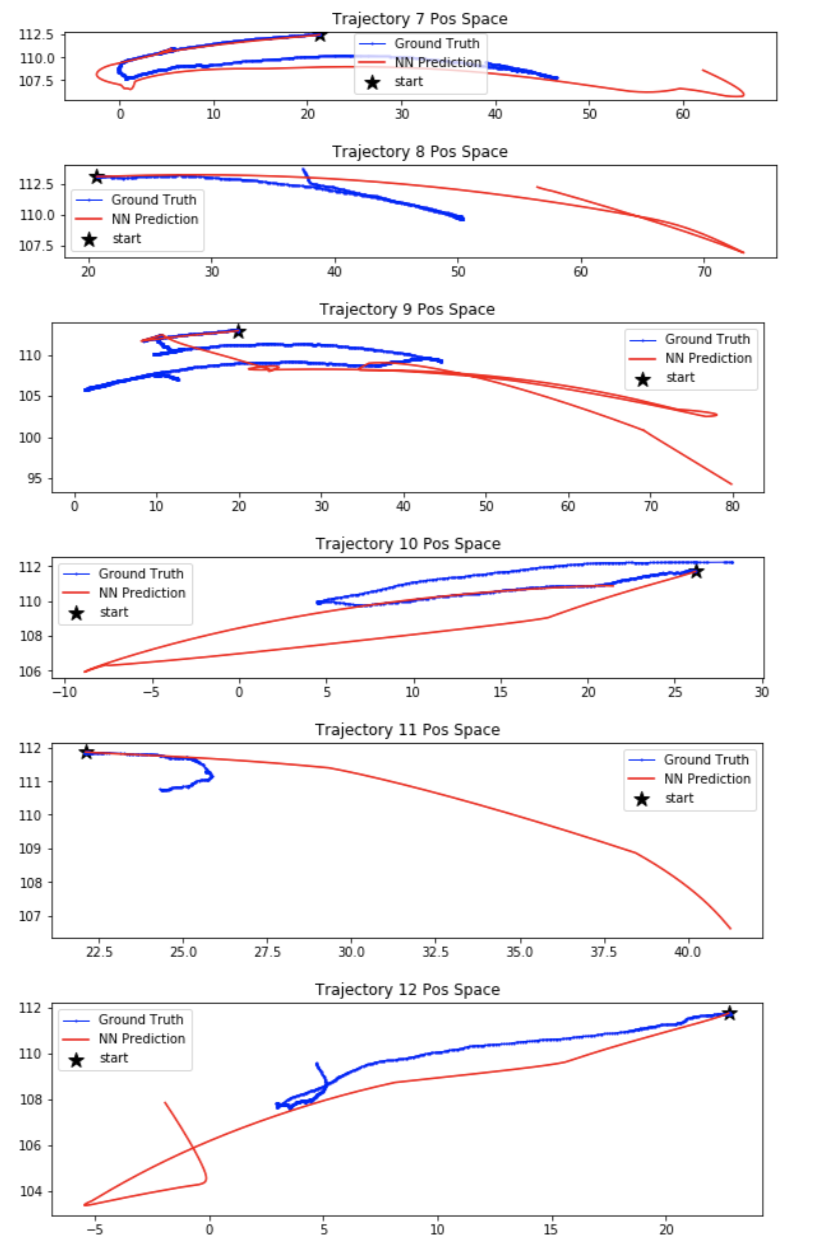 Trajectory 7 Pos Space
112.5
110.0
107.5
Ground Truth
NN Prediction
start
0 10 20 30 40 50 60
Trajectory 8 Pos Space
112.5
110.0
107.5
Ground Truth
NN Prediction
start
20 30 40 50 60 70
Trajectory 9 Pos Space
110
105
100
95
Ground Truth
NN Prediction
start
0 10 20 30 40 50 60 70 80
Trajectory 10 Pos Space
112
110
108
106
Ground Truth
NN Prediction
start
−10 −5 0 5 10 15 20 25 30
Trajectory 11 Pos Space
112
111
110
109
108
107
Ground Truth
NN Prediction
start
22.5 25.0 27.5 30.0 32.5 35.0 37.5 40.0
Trajectory 12 Pos Space
112
110
108
106
104
Ground Truth
NN Prediction
start
−5 0 5 10 15 20